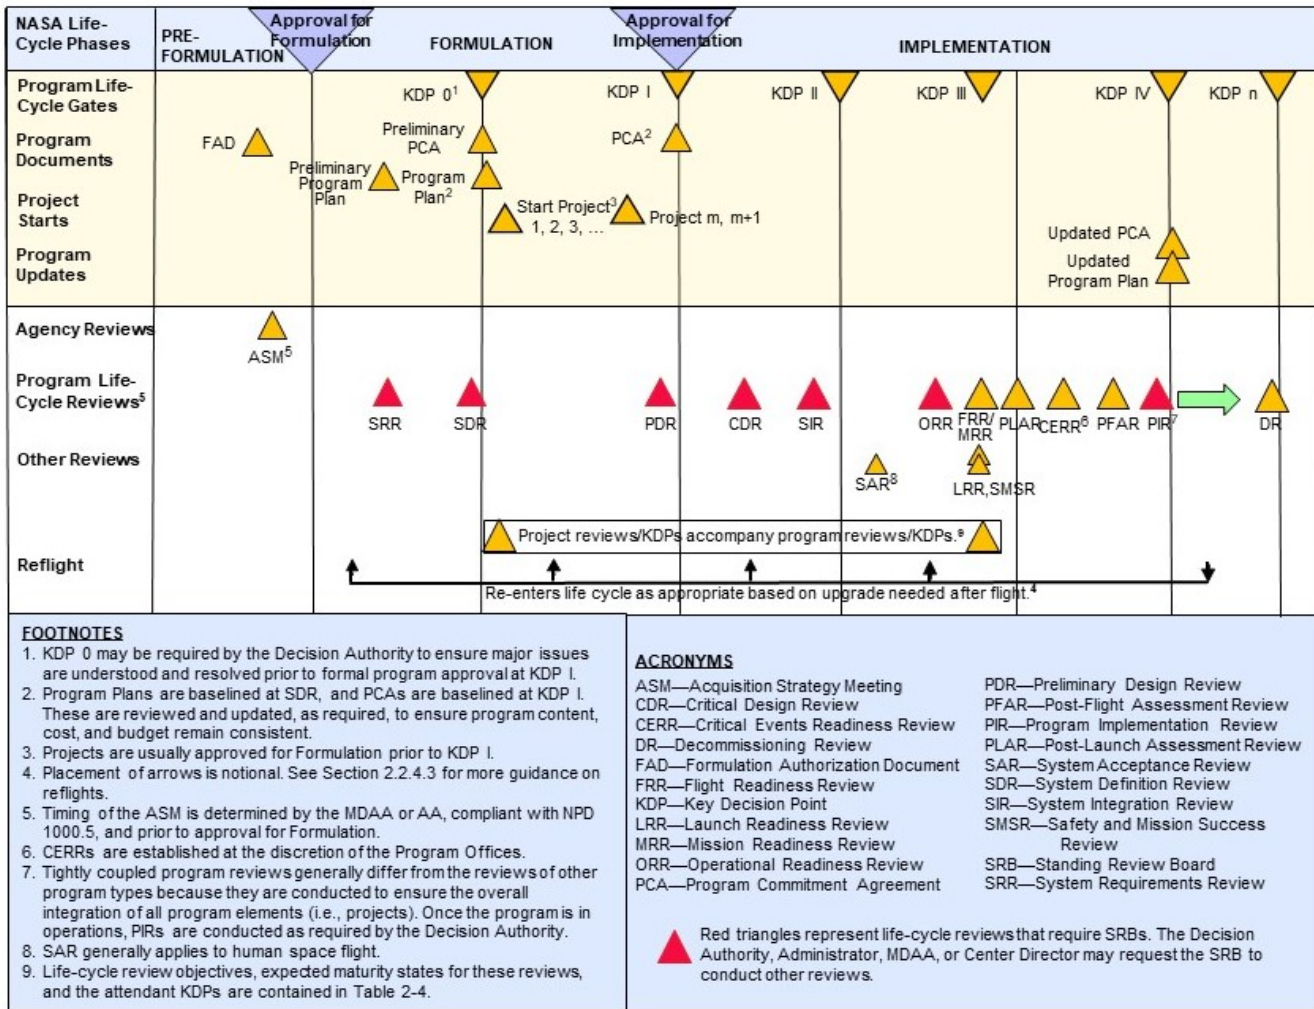 NASA Life-
Cycle Phases
PRE-
FORMULATION
Approval for
Formulation
FORMULATION
Approval for
Implementation
IMPLEMENTATION
Program Life-
Cycle Gates
KDP 0¹
KDP I
KDP II
KDP III
KDP IV
KDP n
Program
Documents
FAD
Preliminary
PCA
PCA²
Preliminary
Program
Plan
Program
Plan²
Project
Starts
Start Project³
1, 2, 3, ...
Project m, m+1
Program
Updates
Updated PCA
Updated
Program Plan
Agency Reviews
ASM⁵
Program Life-
Cycle Reviews⁵
SRR
SDR
PDR
CDR
SIR
ORR
FRR/
MRR
PLAR
CERR⁶
PFAR
PIR⁷
DR
Other Reviews
SAR⁸
LRR,SMSR
Project reviews/KDPs accompany program reviews/KDPs.⁹
Reflight
Re-enters life cycle as appropriate based on upgrade needed after flight.⁴
FOOTNOTES
1. KDP 0 may be required by the Decision Authority to ensure major issues
are understood and resolved prior to formal program approval at KDP I.
2. Program Plans are baselined at SDR, and PCAs are baselined at KDP I.
These are reviewed and updated, as required, to ensure program content,
cost, and budget remain consistent.
3. Projects are usually approved for Formulation prior to KDP I.
4. Placement of arrows is notional. See Section 2.2.4.3 for more guidance on
reflights.
5. Timing of the ASM is determined by the MDAA or AA, compliant with NPD
1000.5, and prior to approval for Formulation.
6. CERRs are established at the discretion of the Program Offices.
7. Tightly coupled program reviews generally differ from the reviews of other
program types because they are conducted to ensure the overall
integration of all program elements (i.e., projects). Once the program is in
operations, PIRs are conducted as required by the Decision Authority.
8. SAR generally applies to human space flight.
9. Life-cycle review objectives, expected maturity states for these reviews,
and the attendant KDPs are contained in Table 2-4.
ACRONYMS
ASM—Acquisition Strategy Meeting
CDR—Critical Design Review
CERR—Critical Events Readiness Review
DR—Decommissioning Review
FAD—Formulation Authorization Document
FRR—Flight Readiness Review
KDP—Key Decision Point
LRR—Launch Readiness Review
MRR—Mission Readiness Review
ORR—Operational Readiness Review
PCA—Program Commitment Agreement
PDR—Preliminary Design Review
PFAR—Post-Flight Assessment Review
PIR—Program Implementation Review
PLAR—Post-Launch Assessment Review
SAR—System Acceptance Review
SDR—System Definition Review
SIR—System Integration Review
SMSR—Safety and Mission Success
Review
SRB—Standing Review Board
SRR—System Requirements Review
Red triangles represent life-cycle reviews that require SRBs. The Decision
Authority, Administrator, MDAA, or Center Director may request the SRB to
conduct other reviews.